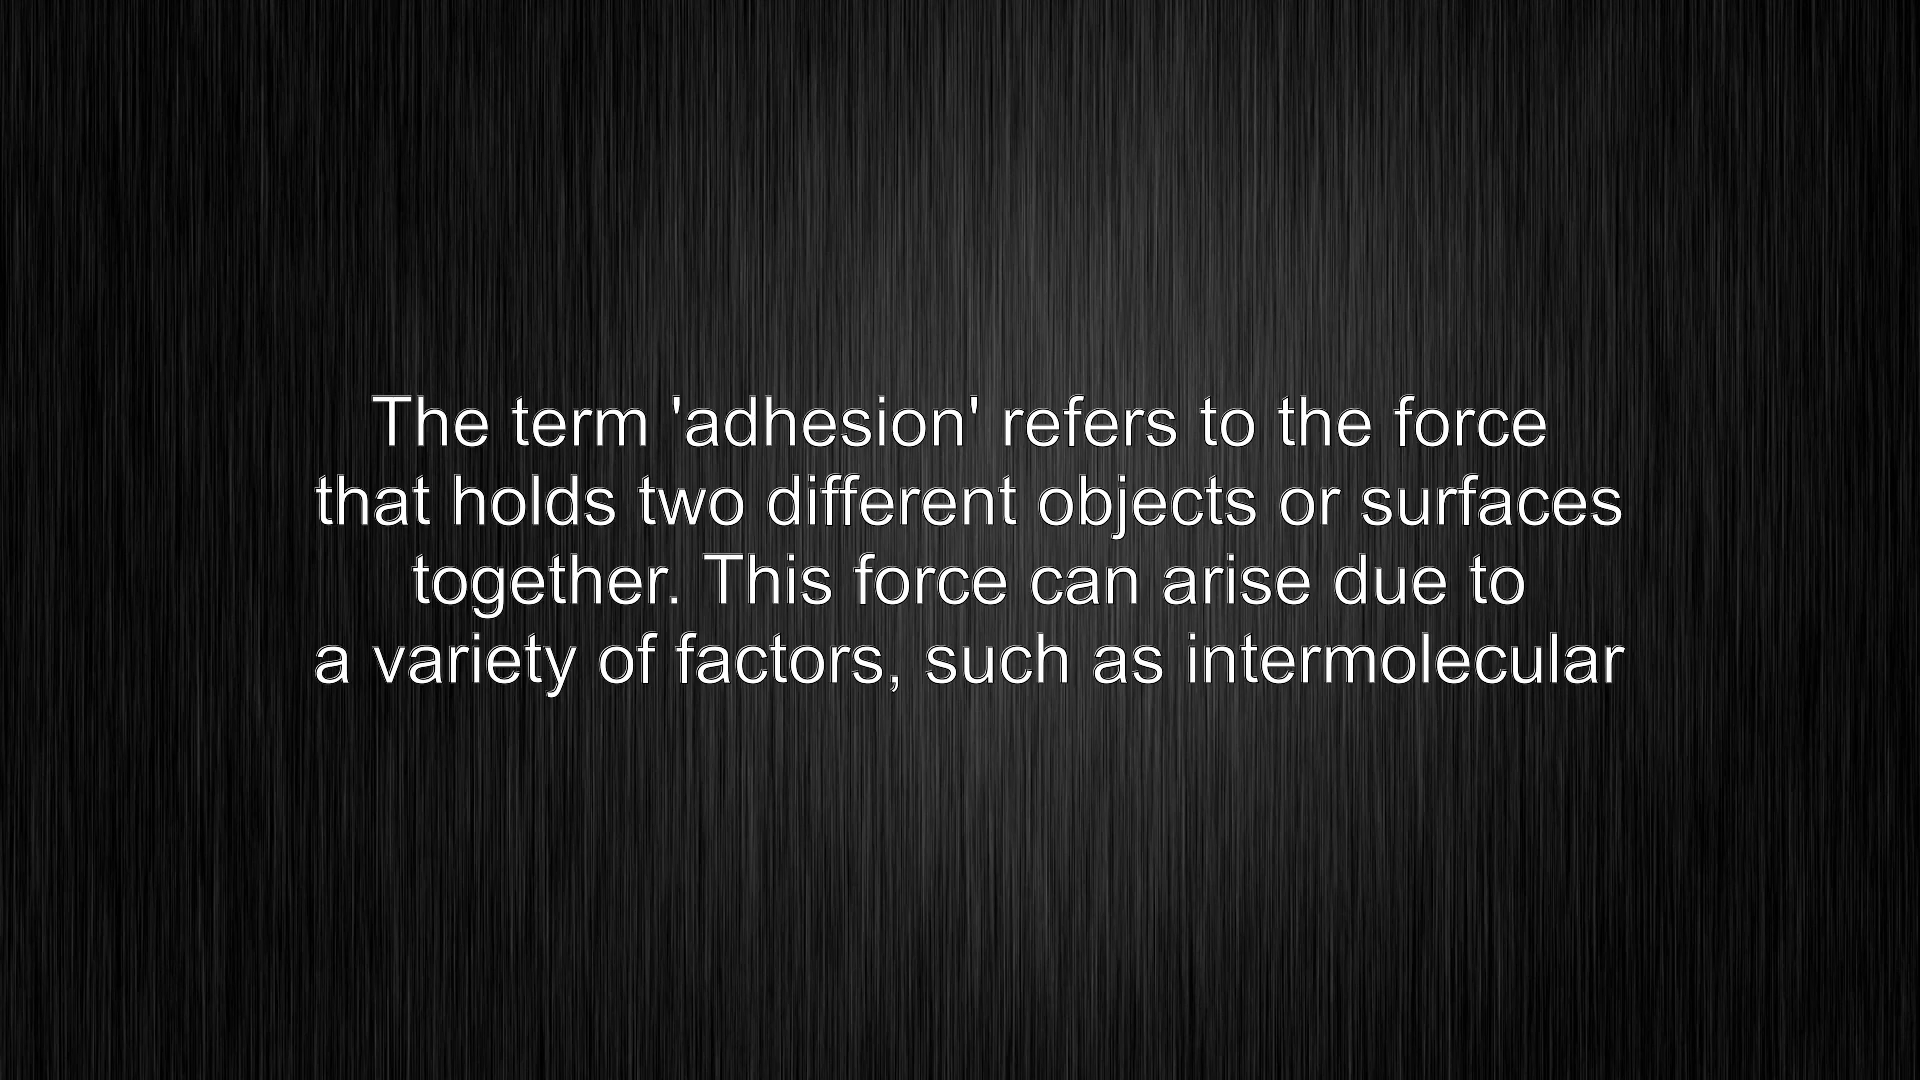 The term 'adhesion' refers to the force
that holds two different objects or surfaces
together. This force can arise due to
a variety of factors, such as intermolecular